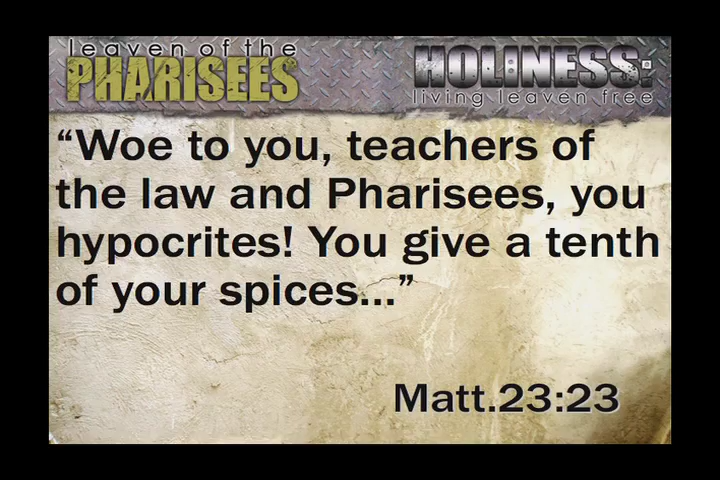 leaven of the
PHARISEES
HOLINESS:
living leaven free
“Woe to you, teachers of
the law and Pharisees, you
hypocrites! You give a tenth
of your spices...”
Matt.23:23